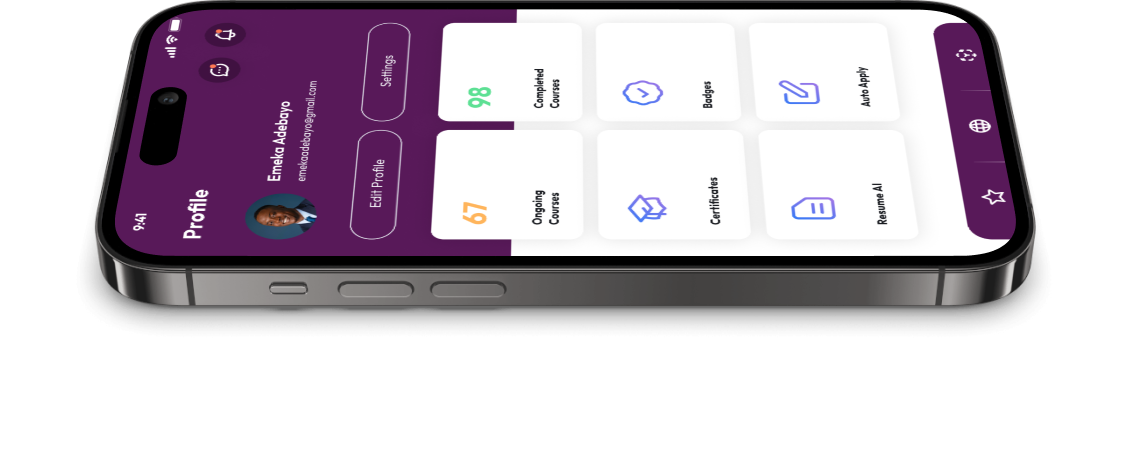 9:41
Profile
Emeka Adebayo
emekaadebayo@gmail.com
Edit Profile
Settings
67
Ongoing
Courses
98
Completed
Courses
Certificates
Badges
Resume AI
Auto Apply